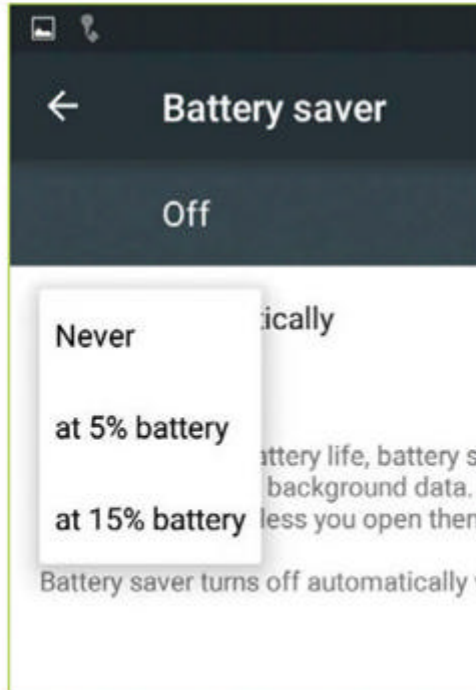 Battery saver
Off
Never
ically
at 5% battery
attery life, battery s
background data.
at 15% battery
less you open then
Battery saver turns off automatically